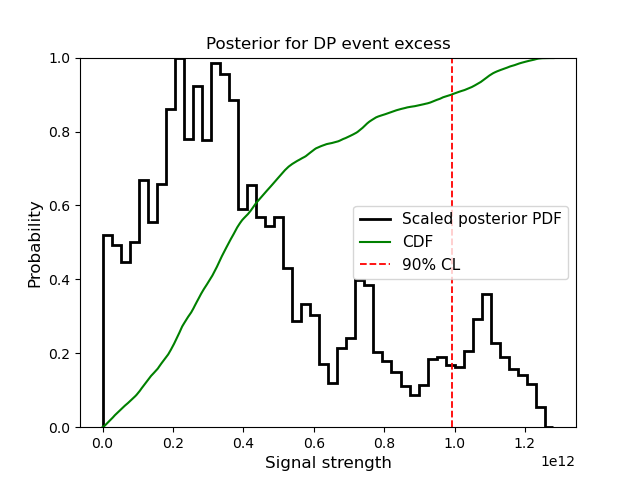 Posterior for DP event excess
Probability
1.0
0.8
0.6
0.4
0.2
0.0
Scaled posterior PDF
CDF
90% CL
0.0 0.2 0.4 0.6 0.8 1.0 1.2
1e12
Signal strength